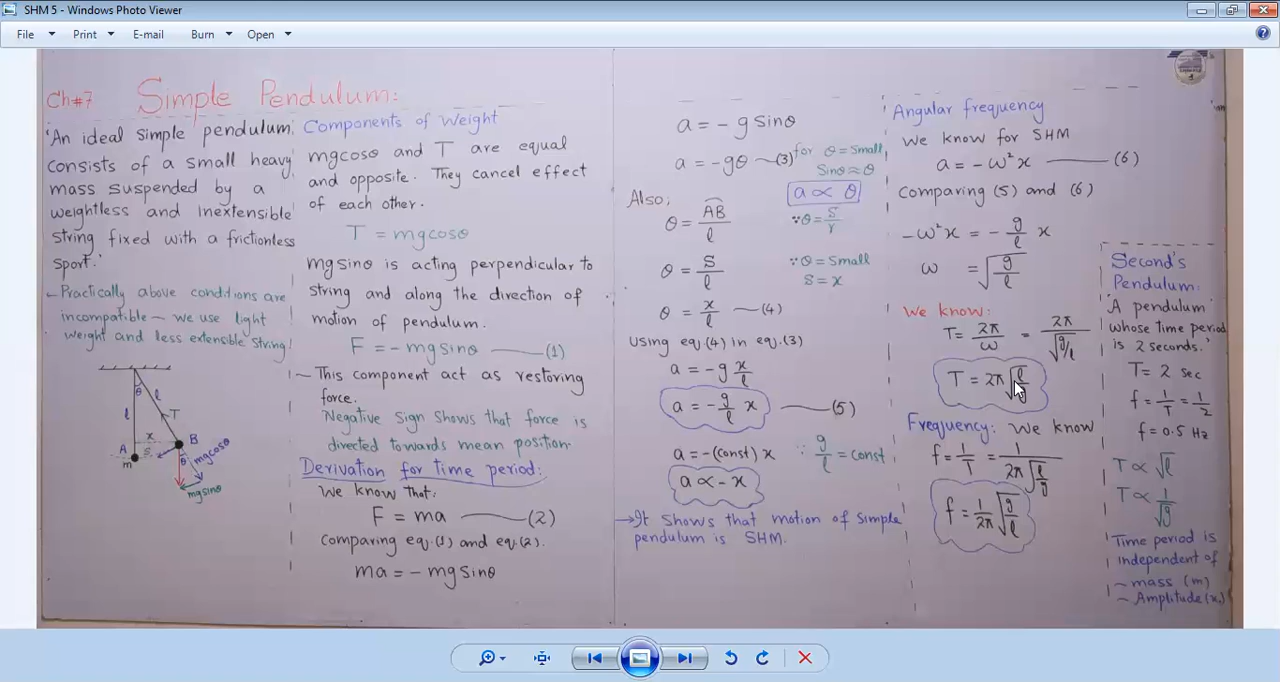 SHM 5 - Windows Photo Viewer
File Print E-mail Burn Open
Ch#7 Simple Pendulum:
'An ideal simple pendulum
consists of a small heavy
mass suspended by a
weightless and inextensible
string fixed with a frictionless
sport.'
- Practically above conditions are
incompatible - we use light
weight and less extensible string
θ
l
l
T
A
x
B
S
m
θ
mgcosθ
mgsinθ
Components of Weight
mgcosθ and T are equal
and opposite. They cancel effect
of each other.
T = mgcosθ
mgsinθ is acting perpendicular to
string and along the direction of
motion of pendulum.
F = -mgsinθ —— (1)
- This component act as restoring
force.
Negative Sign shows that force is
directed towards mean position.
Derivation for time period:
We know that:
F = ma —— (2)
comparing eq.(1) and eq.(2).
ma = - mgsinθ
a = - gsinθ
a = -gθ — (3) for θ = small,
Sinθ ≈ θ
Also, a ∝ θ
θ = AB/l ∵ θ = S/r
θ = S/l ∵ θ = small
S = x
θ = x/l — (4)
using eq.(4) in eq.(3)
a = -g x/l
a = - g/l x —— (5)
a = -(const) x ∵ g/l = const
a ∝ - x
→ It shows that motion of simple
pendulum is SHM.
Angular frequency
We know for SHM
a = -ω²x —— (6)
comparing (5) and (6)
-ω²x = - g/l x
ω = √g/l
We know:
T = 2π/ω = 2π/√g/l
T = 2π√l/g
Frequency: We know
f = 1/T = 1/2π√l/g
f = 1/2π √g/l
Second's
Pendulum:
'A pendulum
whose time period
is 2 seconds.'
T = 2 sec
f = 1/T = 1/2
f = 0.5 Hz
T ∝ √l
T ∝ 1/√g
Time period is
independent of
~ mass (m)
~ Amplitude (x.)